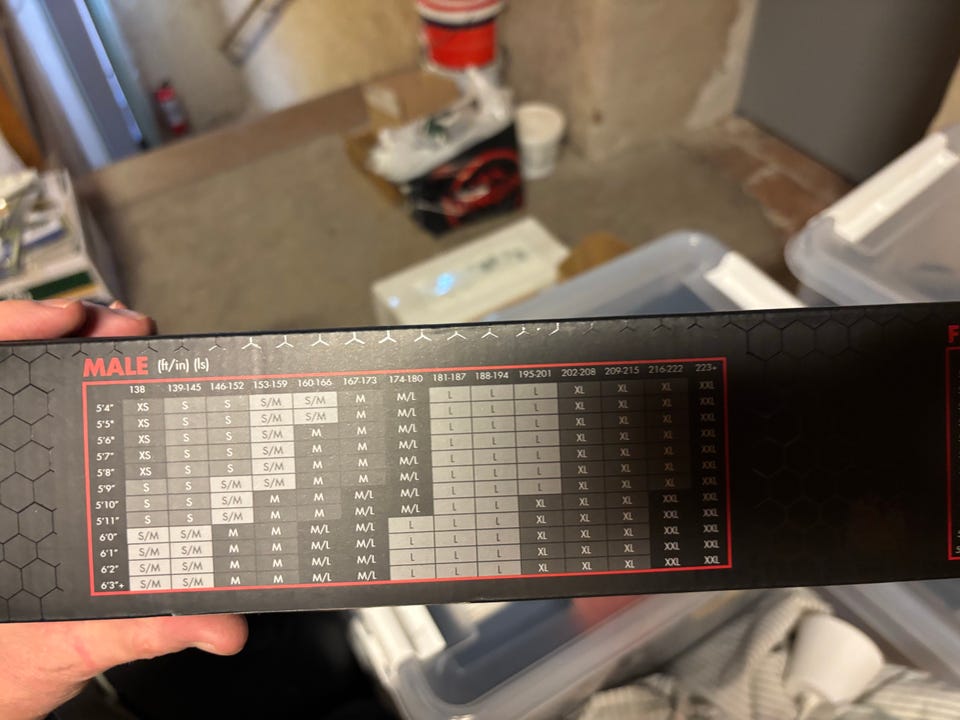 MALE (ft/in) (ls)
138 139-145 146-152 153-159 160-166 167-173 174-180 181-187 188-194 195-201 202-208 209-215 216-222 223+
5'4" XS S S S/M S/M M M/L L L L XL XL XL XXL
5'5" XS S S S/M S/M M M/L L L L XL XL XL XXL
5'6" XS S S S/M M M M/L L L L XL XL XL XXL
5'7" XS S S S/M M M M/L L L L XL XL XL XXL
5'8" XS S S S/M M M M/L L L L XL XL XL XXL
5'9" S S S/M S/M M M M/L L L L XL XL XL XXL
5'10" S S S/M M M M/L M/L L L L XL XL XL XXL
5'11" S S S/M M M M/L M/L L L XL XL XL XXL XXL
6'0" S/M S/M M M M/L M/L L L L XL XL XL XXL XXL
6'1" S/M S/M M M M/L M/L L L L XL XL XL XXL XXL
6'2" S/M S/M M M M/L M/L L L L XL XL XL XXL XXL
6'3"+ S/M S/M M M M/L M/L L L L XL XL XL XXL XXL